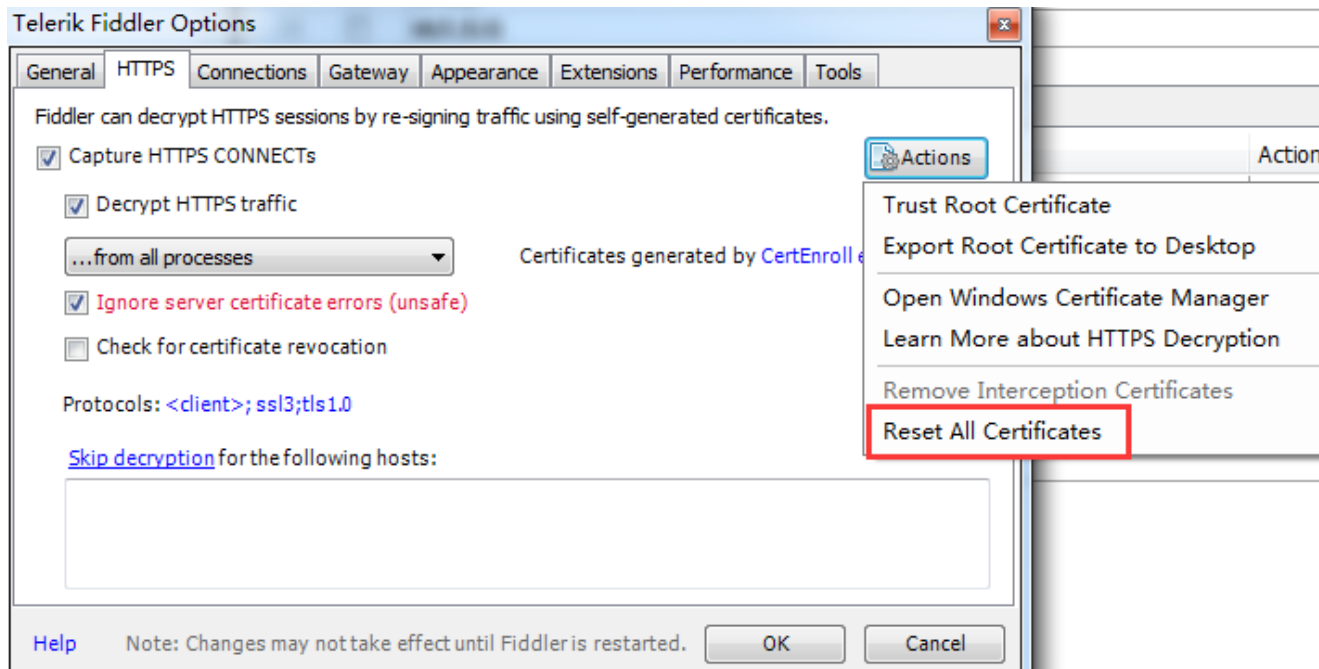 Telerik Fiddler Options
General HTTPS Connections Gateway Appearance Extensions Performance Tools
Fiddler can decrypt HTTPS sessions by re-signing traffic using self-generated certificates.
Capture HTTPS CONNECTs
Actions
Action
Decrypt HTTPS traffic
Trust Root Certificate
...from all processes
Certificates generated by CertEnroll e
Export Root Certificate to Desktop
Ignore server certificate errors (unsafe)
Open Windows Certificate Manager
Check for certificate revocation
Learn More about HTTPS Decryption
Remove Interception Certificates
Protocols: <client>; ssl3;tls1.0
Reset All Certificates
Skip decryption for the following hosts:
Help
Note: Changes may not take effect until Fiddler is restarted.
OK
Cancel